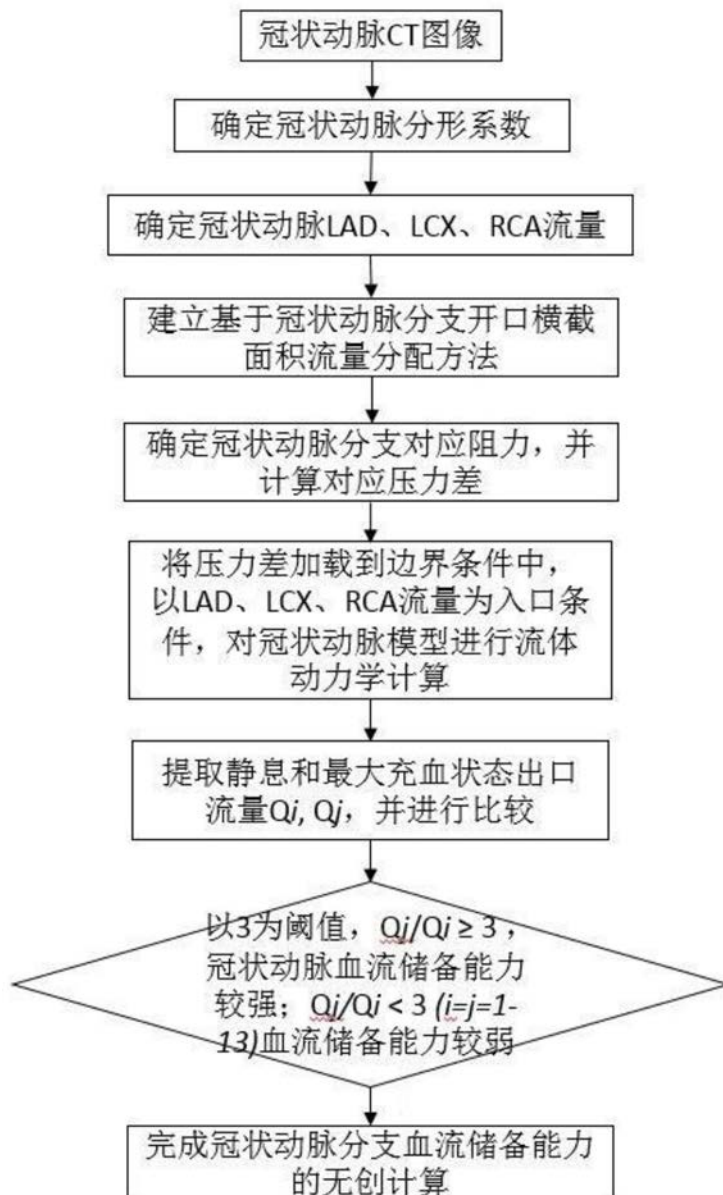 冠状动脉CT图像
确定冠状动脉分形系数
确定冠状动脉LAD、LCX、RCA流量
建立基于冠状动脉分支开口横截
面积流量分配方法
确定冠状动脉分支对应阻力，并
计算对应压力差
将压力差加载到边界条件中，
以LAD、LCX、RCA流量为入口条
件，对冠状动脉模型进行流体
动力学计算
提取静息和最大充血状态出口
流量Qi, Qj，并进行比较
以3为阈值，Qj/Qi ≥ 3，
冠状动脉血流储备能力
较强；Qj/Qi < 3 (i=j=1-
13)血流储备能力较弱
完成冠状动脉分支血流储备能力
的无创计算